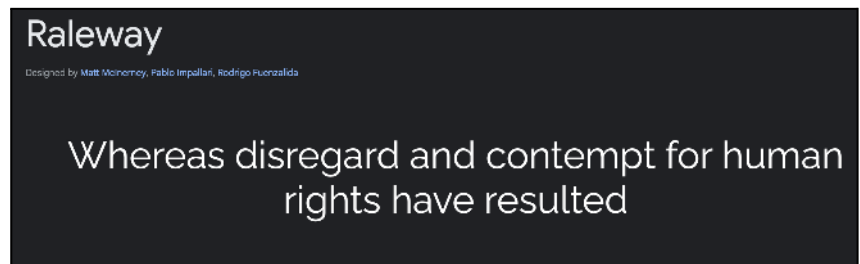 Raleway
Designed by Matt McInerney, Pablo Impallari, Rodrigo Fuenzalida
Whereas disregard and contempt for human
rights have resulted